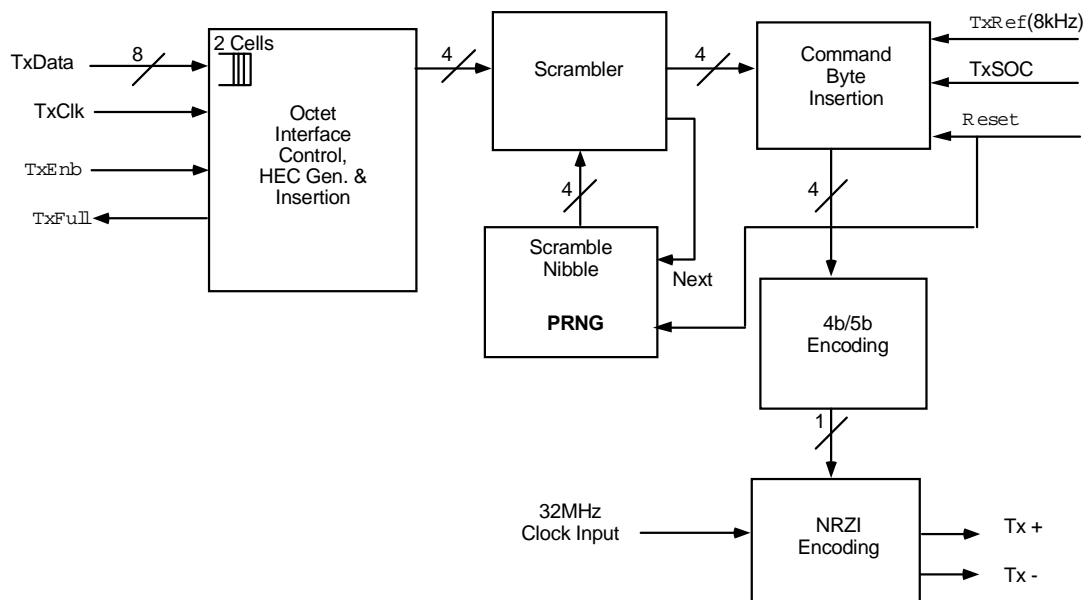 TxData
8
2 Cells
TxClk
TxEnb
TxFull
Octet
Interface
Control,
HEC Gen. &
Insertion
4
Scrambler
4
Command
Byte
Insertion
TxRef(8kHz)
TxSOC
Reset
4
Scramble
Nibble
PRNG
Next
4
4b/5b
Encoding
1
32MHz
Clock Input
NRZI
Encoding
Tx +
Tx -